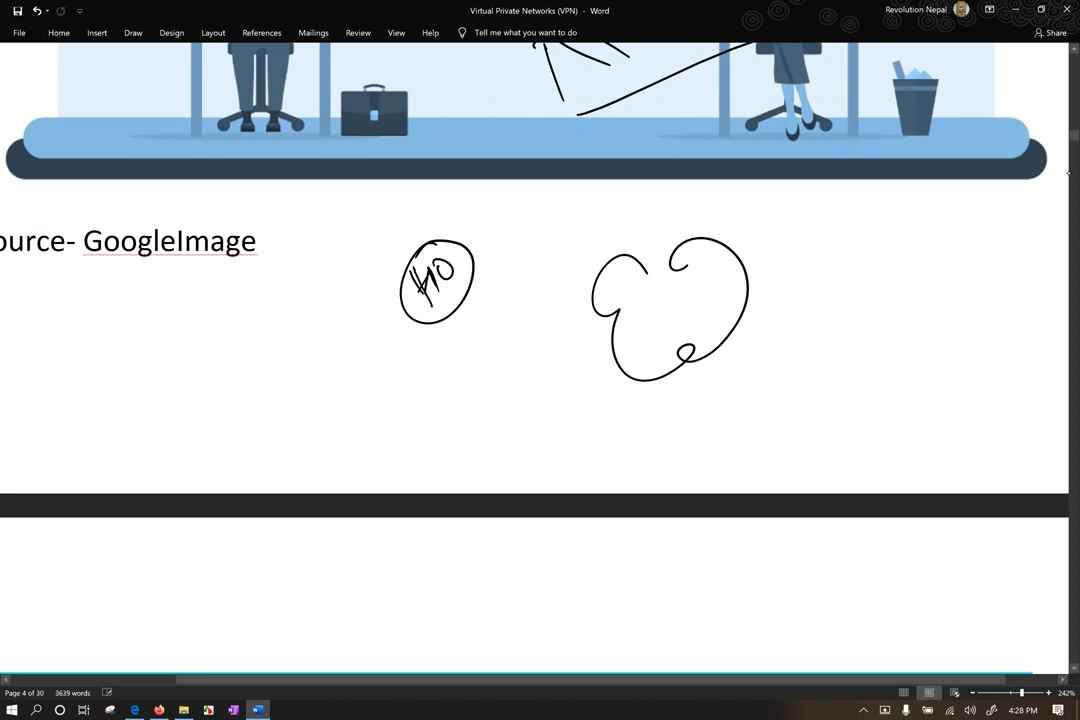 Virtual Private Networks (VPN) - Word
Revolution Nepal
File Home Insert Draw Design Layout References Mailings Review View Help Tell me what you want to do Share
ource- GoogleImage
HO
Page 4 of 30 3639 words 242%
4:28 PM